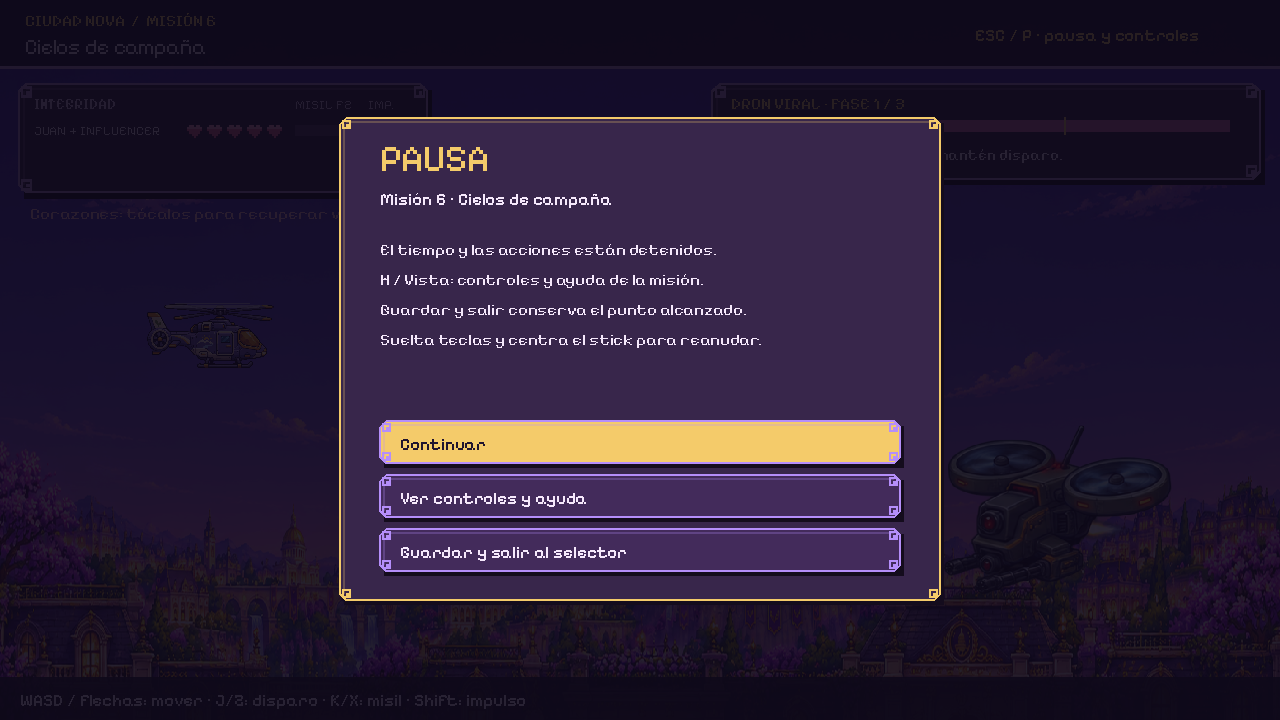 CIUDAD NOVA / MISIÓN 6
Cielos de campaña
ESC / P · pausa y controles
INTEGRIDAD
MISIL F2 IMP.
JUAN + INFLUENCER
DRON VIRAL · FASE 1 / 3
mantén disparo.
Corazones: tócalos para recuperar
PAUSA
Misión 6 · Cielos de campaña
El tiempo y las acciones están detenidos.
H / Vista: controles y ayuda de la misión.
Guardar y salir conserva el punto alcanzado.
Suelta teclas y centra el stick para reanudar.
Continuar
Ver controles y ayuda
Guardar y salir al selector
WASD / Flechas: mover · J/Z: disparo · K/X: misil · Shift: impulso